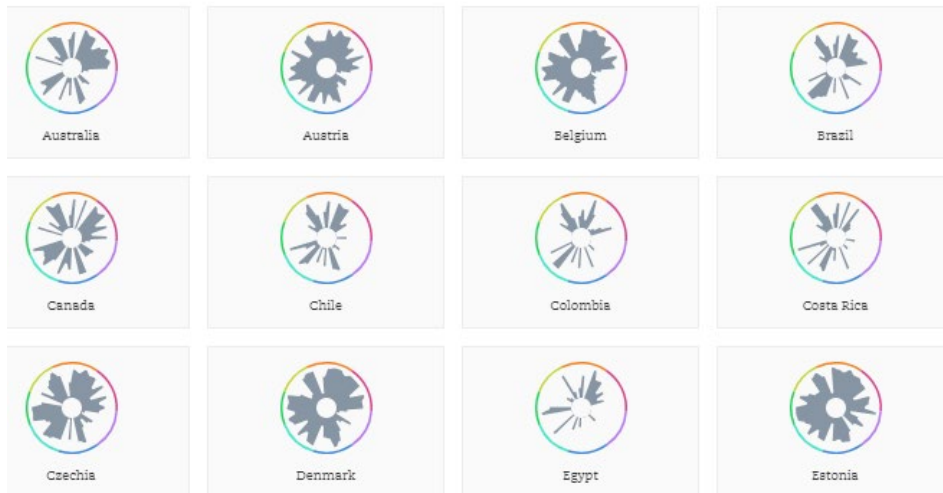 Australia
Austria
Belgium
Brazil
Canada
Chile
Colombia
Costa Rica
Czechia
Denmark
Egypt
Estonia